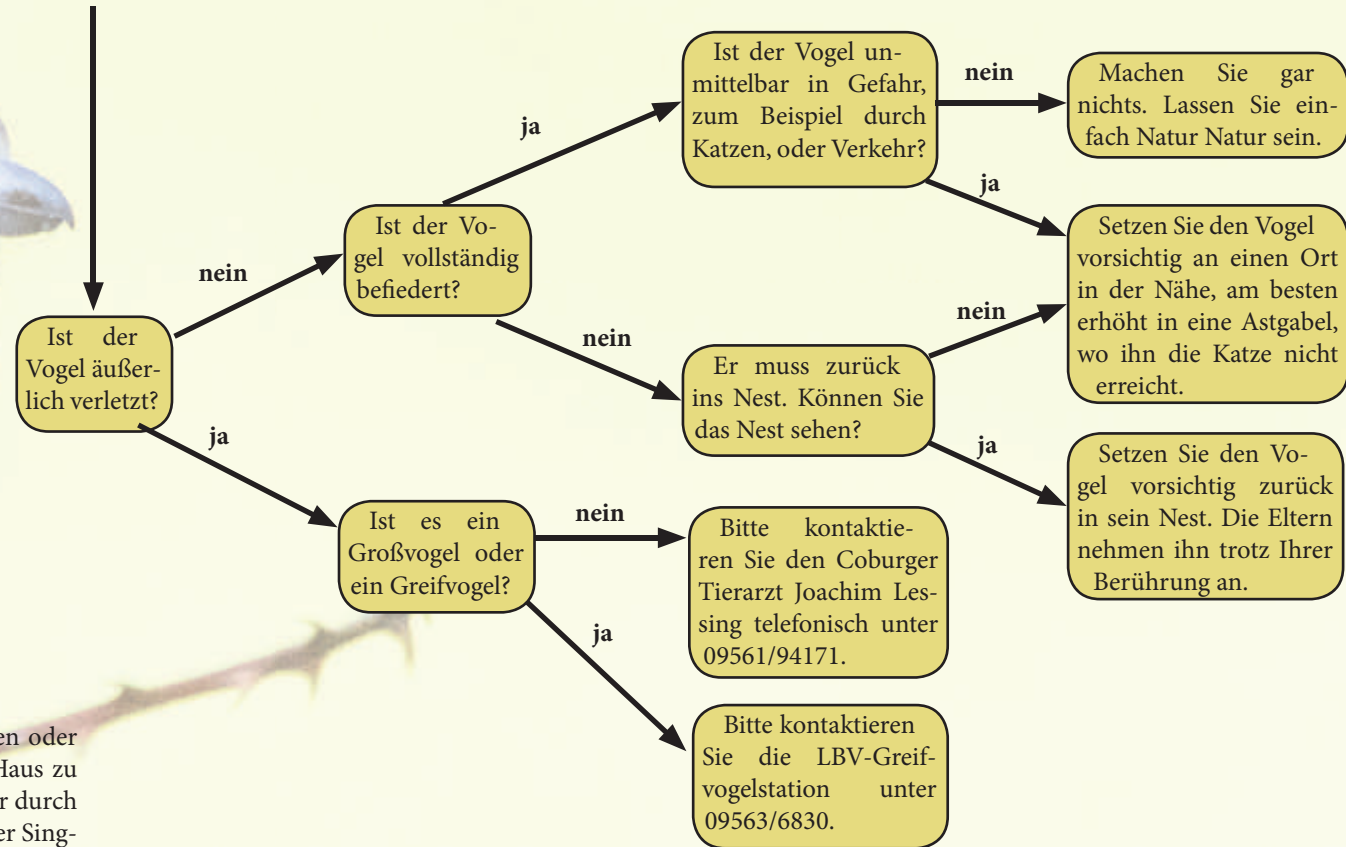 Ist der
Vogel äußer-
lich verletzt?
nein
ja
Ist der Vo-
gel vollständig
befiedert?
ja
nein
Ist der Vogel un-
mittelbar in Gefahr,
zum Beispiel durch
Katzen, oder Verkehr?
nein
ja
Machen Sie gar
nichts. Lassen Sie ein-
fach Natur Natur sein.
Setzen Sie den Vogel
vorsichtig an einen Ort
in der Nähe, am besten
erhöht in eine Astgabel,
wo ihn die Katze nicht
erreicht.
Er muss zurück
ins Nest. Können Sie
das Nest sehen?
nein
ja
Setzen Sie den Vo-
gel vorsichtig zurück
in sein Nest. Die Eltern
nehmen ihn trotz Ihrer
Berührung an.
Ist es ein
Großvogel oder
ein Greifvogel?
nein
ja
Bitte kontaktie-
ren Sie den Coburger
Tierarzt Joachim Les-
sing telefonisch unter
09561/94171.
Bitte kontaktieren
Sie die LBV-Greif-
vogelstation unter
09563/6830.
en oder
Haus zu
r durch
er Sing-